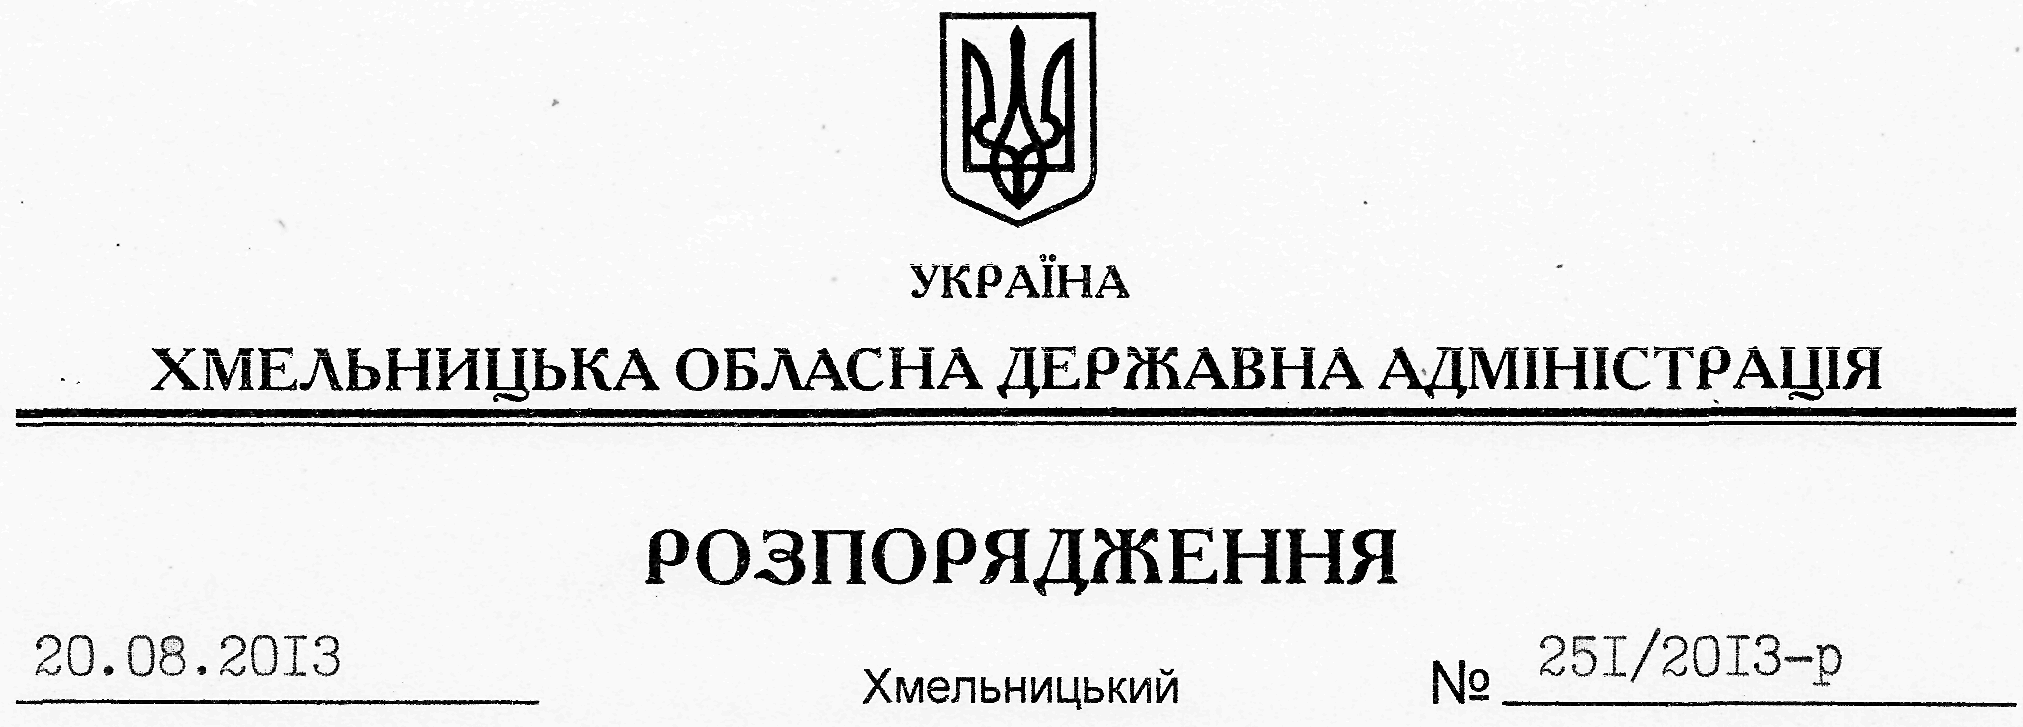 УКРАЇНА
ХМЕЛЬНИЦЬКА ОБЛАСНА ДЕРЖАВНА АДМІНІСТРАЦІЯ
РОЗПОРЯДЖЕННЯ
20.08.2013 Хмельницький № 251/2013-р